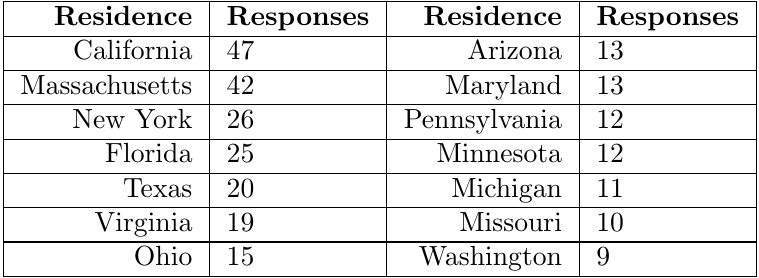 Residence Responses Residence Responses
California 47 Arizona 13
Massachusetts 42 Maryland 13
New York 26 Pennsylvania 12
Florida 25 Minnesota 12
Texas 20 Michigan 11
Virginia 19 Missouri 10
Ohio 15 Washington 9